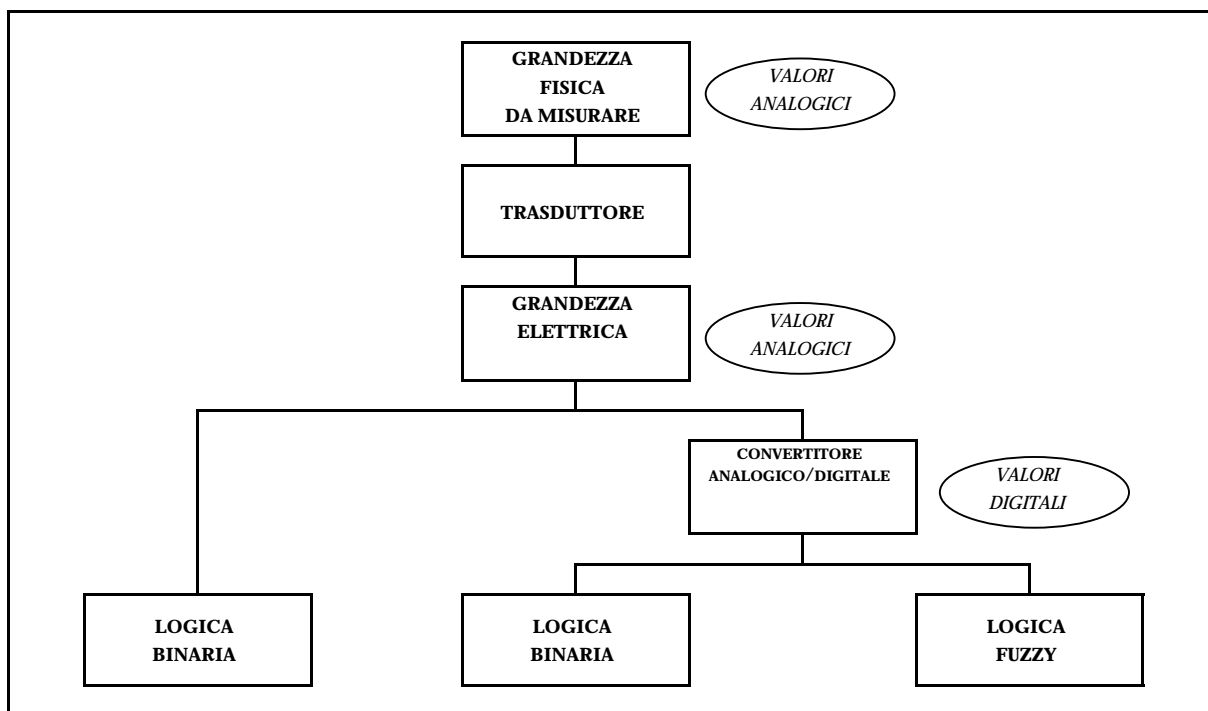 GRANDEZZA
FISICA
DA MISURARE
VALORI
ANALOGICI
TRASDUTTORE
GRANDEZZA
ELETTRICA
VALORI
ANALOGICI
CONVERTITORE
ANALOGICO/DIGITALE
VALORI
DIGITALI
LOGICA
BINARIA
LOGICA
BINARIA
LOGICA
FUZZY